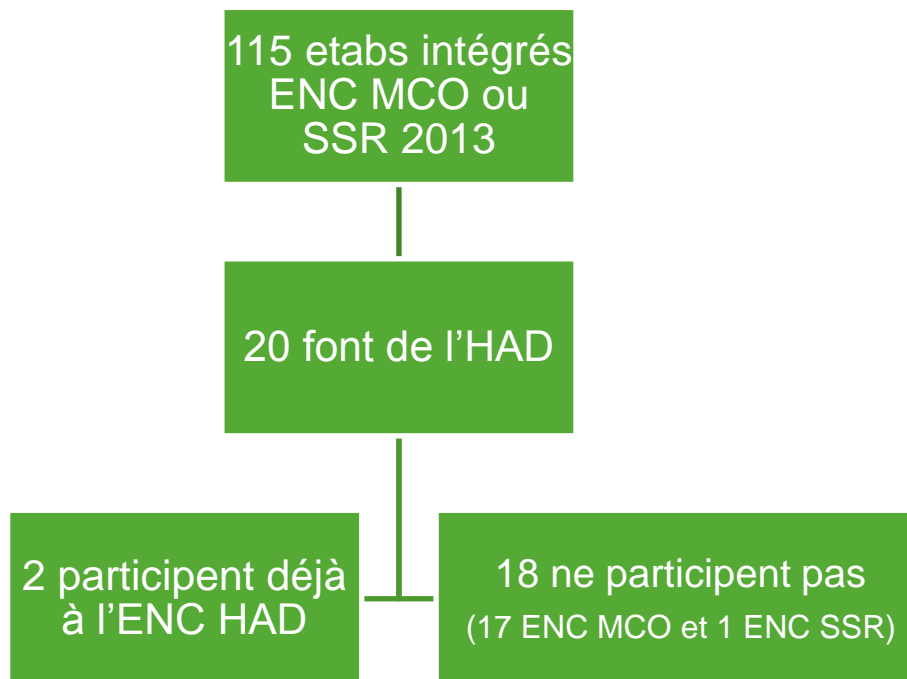 115 etabs intégrés
ENC MCO ou
SSR 2013
20 font de l’HAD
2 participent déjà
à l’ENC HAD
18 ne participent pas
(17 ENC MCO et 1 ENC SSR)